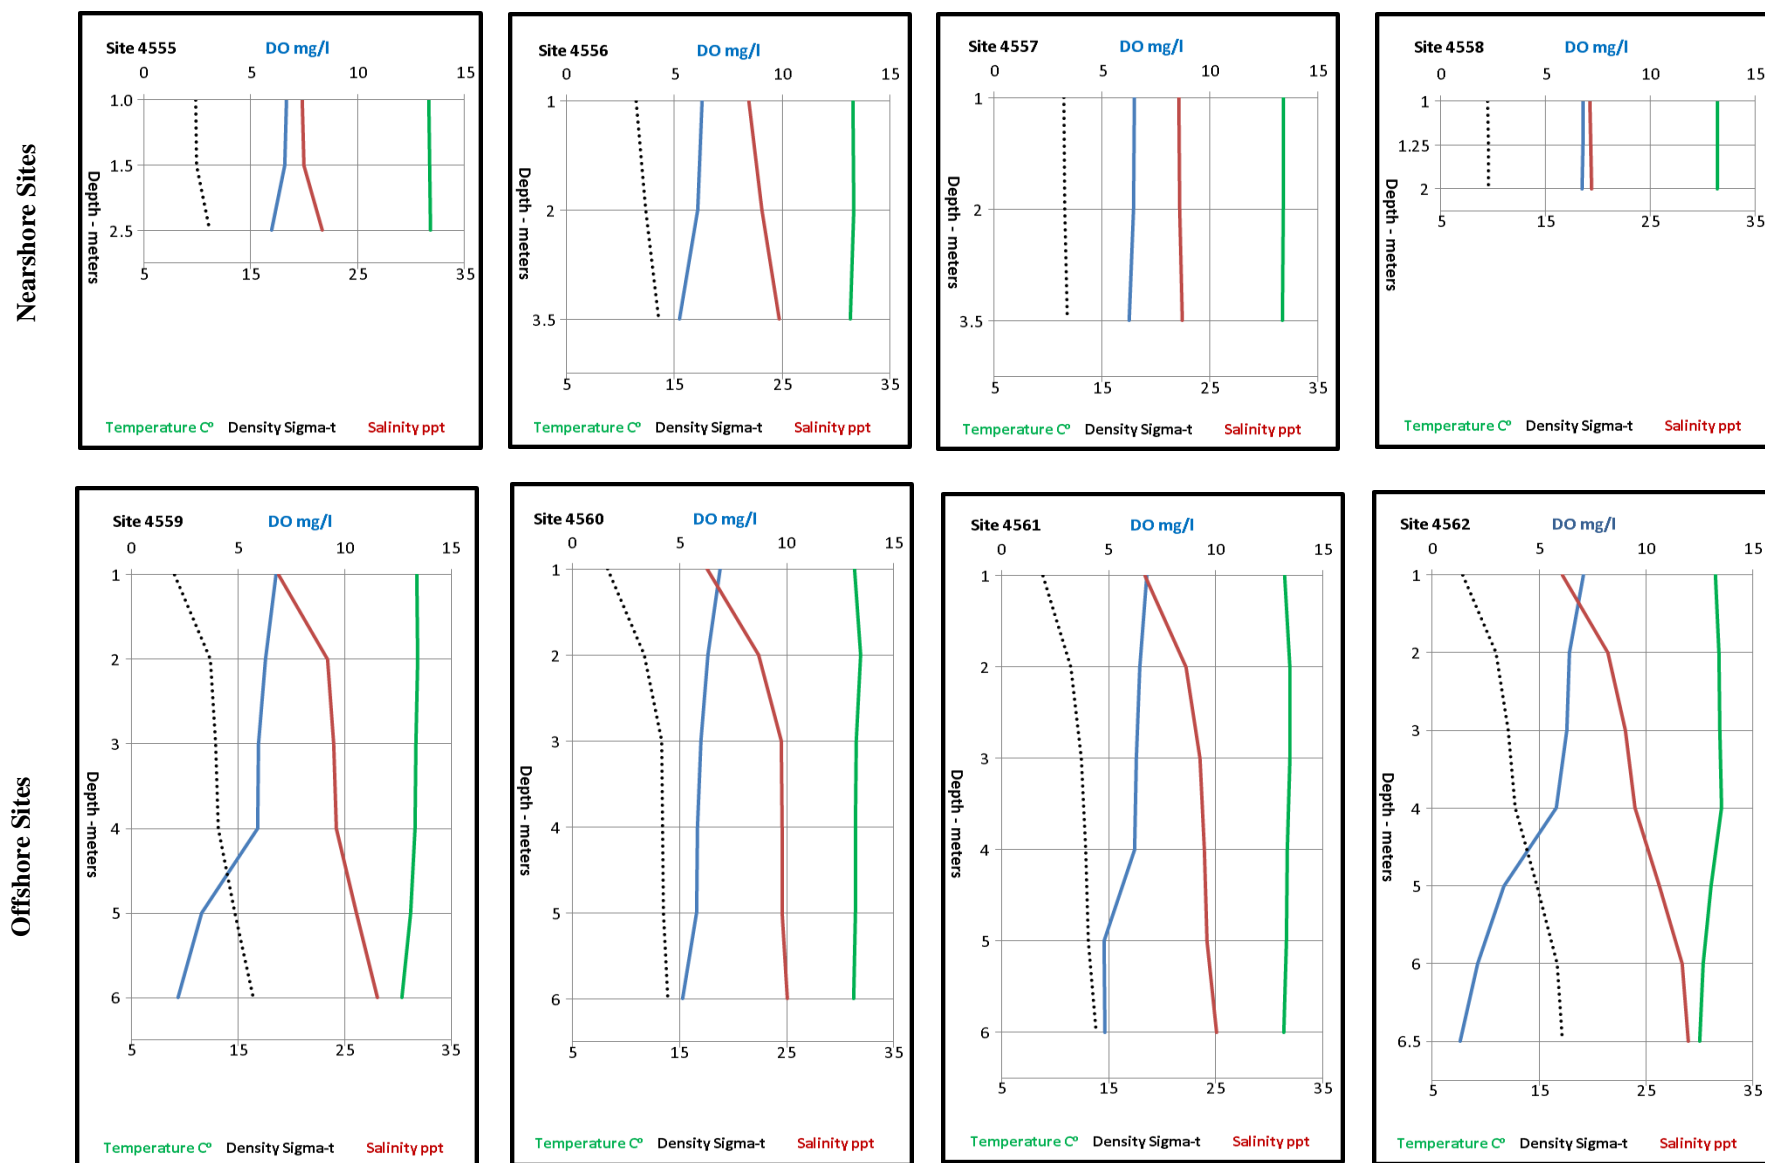 Nearshore Sites
Site 4555 DO mg/l
0 5 10 15
1.0
1.5
2.5
Depth - meters
5 15 25 35
Temperature C° Density Sigma-t Salinity ppt
Site 4556 DO mg/l
0 5 10 15
1
2
3.5
Depth - meters
5 15 25 35
Temperature C° Density Sigma-t Salinity ppt
Site 4557 DO mg/l
0 5 10 15
1
2
3.5
Depth - meters
5 15 25 35
Temperature C° Density Sigma-t Salinity ppt
Site 4558 DO mg/l
0 5 10 15
1
1.25
2
Depth - meters
5 15 25 35
Temperature C° Density Sigma-t Salinity ppt
Offshore Sites
Site 4559 DO mg/l
0 5 10 15
1
2
3
4
5
6
Depth -meters
5 15 25 35
Temperature C° Density Sigma-t Salinity ppt
Site 4560 DO mg/l
0 5 10 15
1
2
3
4
5
6
Depth - meters
5 15 25 35
Temperature C° Density Sigma-t Salinity ppt
Site 4561 DO mg/l
0 5 10 15
1
2
3
4
5
6
Depth - meters
5 15 25 35
Temperature C° Density Sigma-t Salinity ppt
Site 4562 DO mg/l
0 5 10 15
1
2
3
4
5
6
6.5
Depth - meters
5 15 25 35
Temperature C° Density Sigma-t Salinity ppt